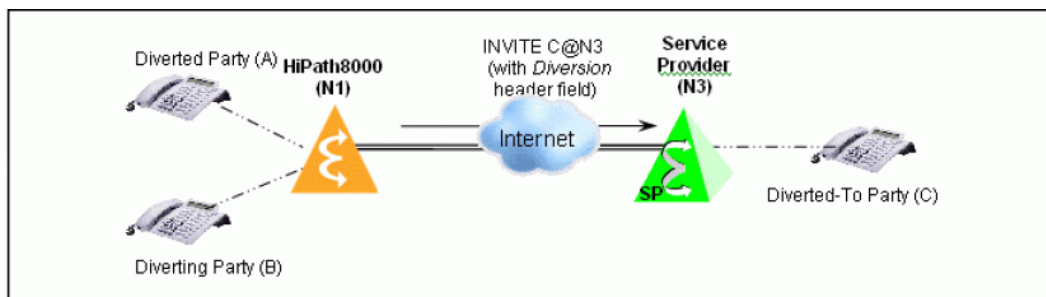 Diverted Party (A)
HiPath8000
(N1)
INVITE C@N3
(with Diversion
header field)
Service
Provider
(N3)
Internet
SP
Diverted-To Party (C)
Diverting Party (B)